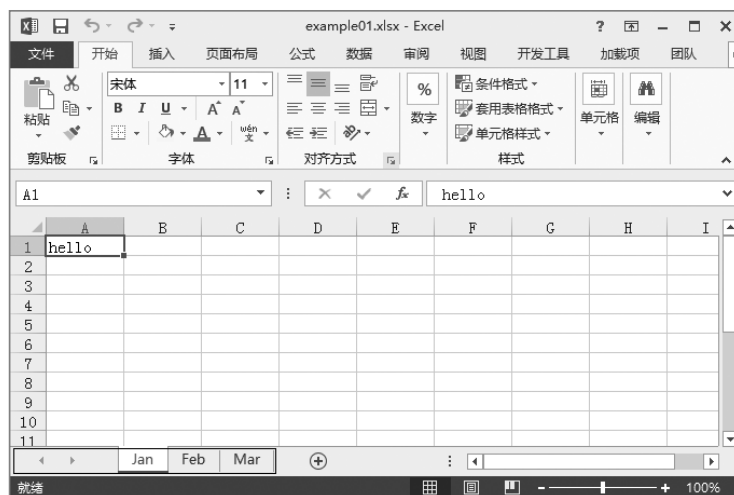 example01.xlsx - Excel
文件 开始 插入 页面布局 公式 数据 审阅 视图 开发工具 加载项 团队
宋体 11 % 条件格式
粘贴 B I U A A 数字 套用表格格式 单元格 编辑
A wén 文 单元格样式
剪贴板 字体 对齐方式 样式
A1 fx hello
A B C D E F G H I
1 hello
2
3
4
5
6
7
8
9
10
11
Jan Feb Mar
就绪 100%